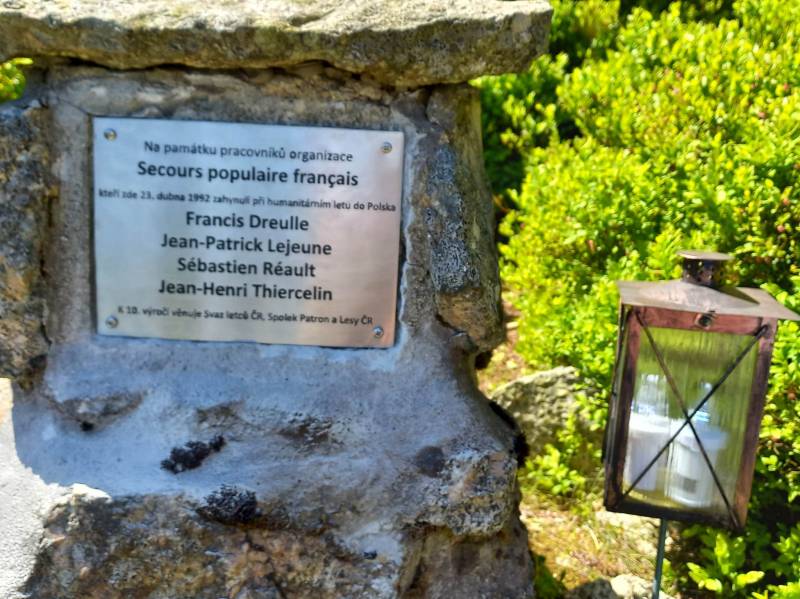 Na památku pracovníků organizace
Secours populaire français
kteří zde 23. dubna 1992 zahynuli při humanitárním letu do Polska
Francis Dreulle
Jean-Patrick Lejeune
Sébastien Réault
Jean-Henri Thiercelin
K 10. výročí věnuje Svaz letců ČR, Spolek Patron a Lesy ČR